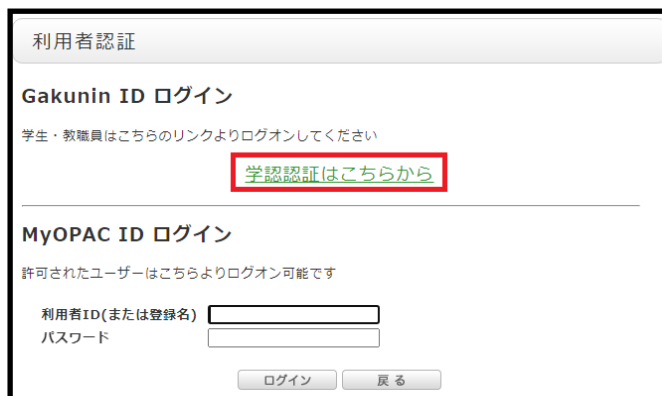 利用者認証
Gakunin ID ログイン
学生・教職員はこちらのリンクよりログオンしてください
学認認証はこちらから
MyOPAC ID ログイン
許可されたユーザーはこちらよりログオン可能です
利用者ID(または登録名)
パスワード
ログイン 戻る